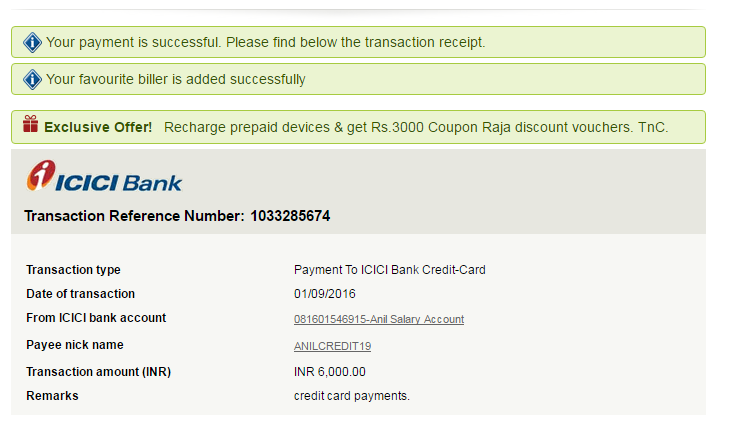 Your payment is successful. Please find below the transaction receipt.
Your favourite biller is added successfully
Exclusive Offer! Recharge prepaid devices & get Rs.3000 Coupon Raja discount vouchers. TnC.
ICICI Bank
Transaction Reference Number: 1033285674
Transaction type Payment To ICICI Bank Credit-Card
Date of transaction 01/09/2016
From ICICI bank account 081601546915-Anil Salary Account
Payee nick name ANILCREDIT19
Transaction amount (INR) INR 6,000.00
Remarks credit card payments.